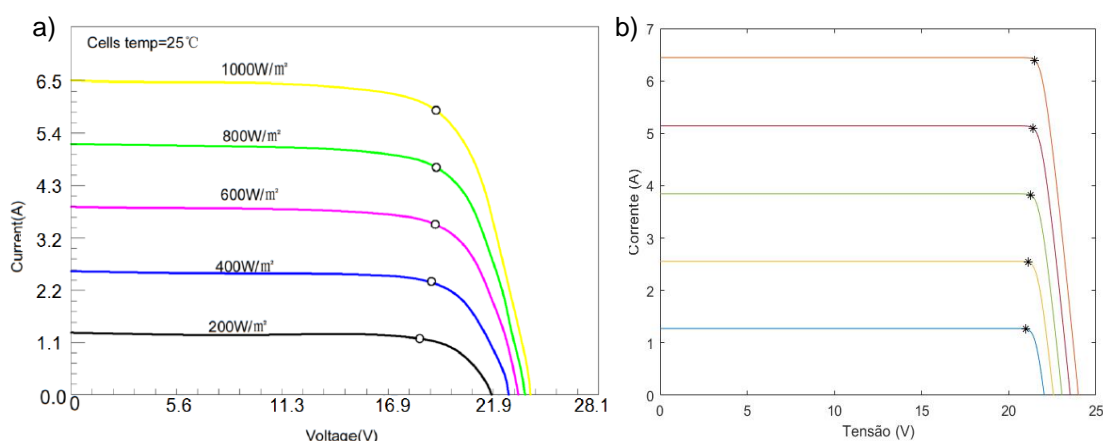 a)
Cells temp=25℃
1000W/m²
6.5
800W/m²
5.4
600W/m²
4.3
400W/m²
3.2
200W/m²
2.2
1.1
0.0
0 5.6 11.3 16.9 21.9 28.1
Current(A)
Voltage(V)
b)
7
6
5
4
3
2
1
0
0 5 10 15 20 25
Corrente (A)
Tensão (V)